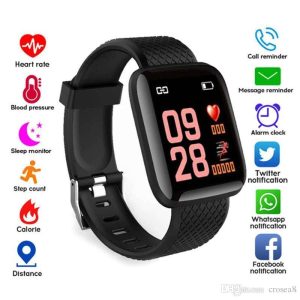 Heart rate
Blood pressure
Sleep monitor
Step count
Calorie
Distance
09
28
Call reminder
Message reminder
Alarm clock
Twitter
notification
Whatsapp
notification
Facebook
notification
crosea8